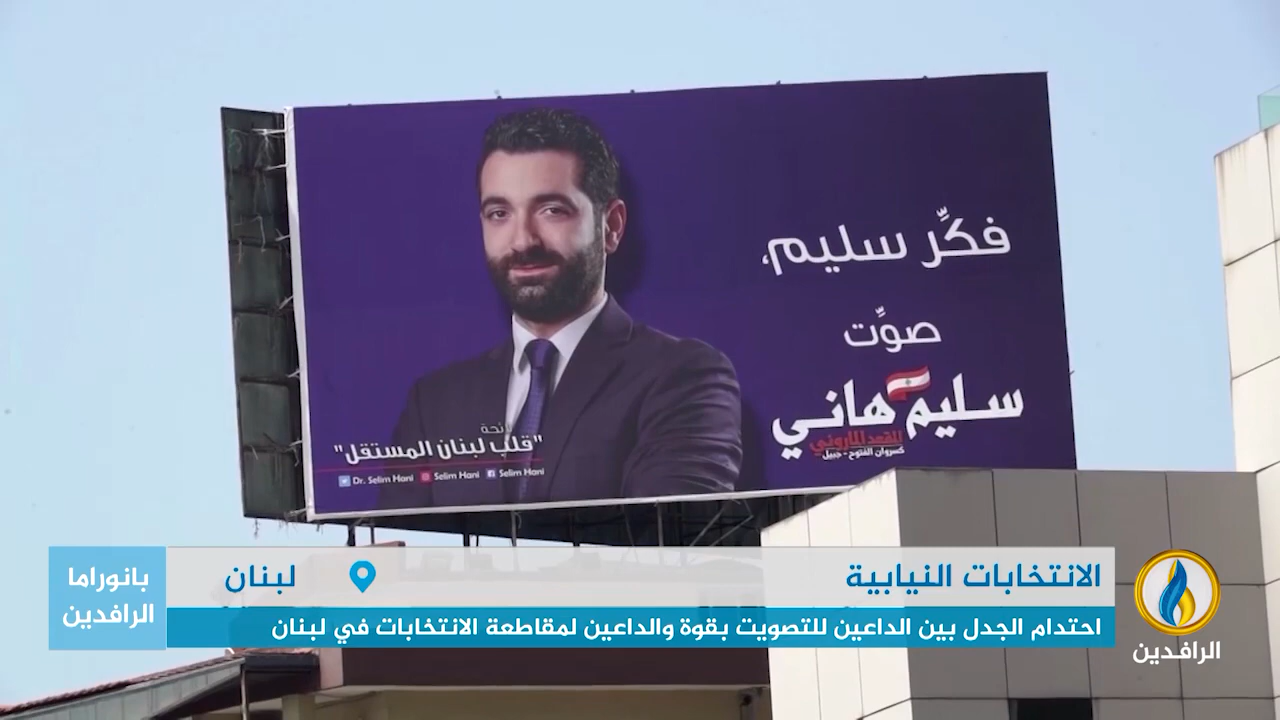 فكِّر سليم،
صوِّت
سليم هاني
للمقعد الماروني
كسروان الفتوح - جبيل
لائحة
"قلب لبنان المستقل"
Dr. Selim Hani Selim Hani Selim Hani
الانتخابات النيابية
لبنان
احتدام الجدل بين الداعين للتصويت بقوة والداعين لمقاطعة الانتخابات في لبنان
بانوراما
الرافدين
الرافدين